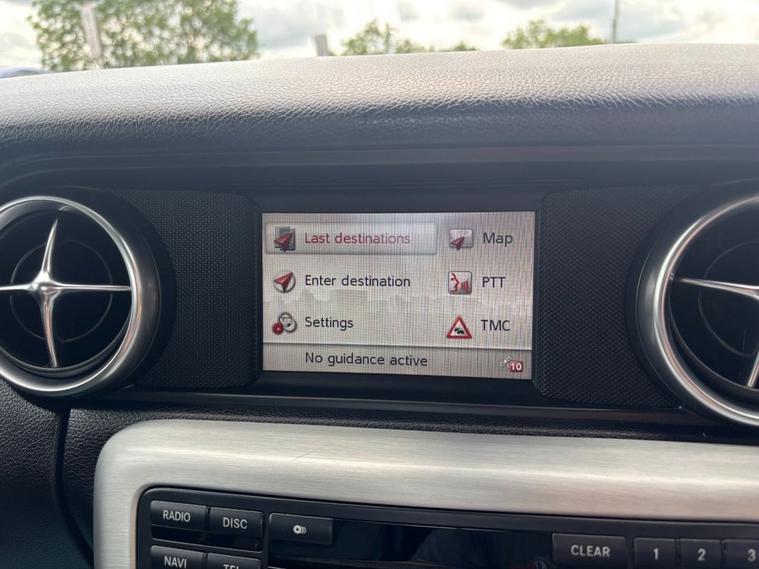 Last destinations
Map
Enter destination
PTT
Settings
TMC
No guidance active
10
RADIO
DISC
CLEAR
1
2
3
NAVI
TEL